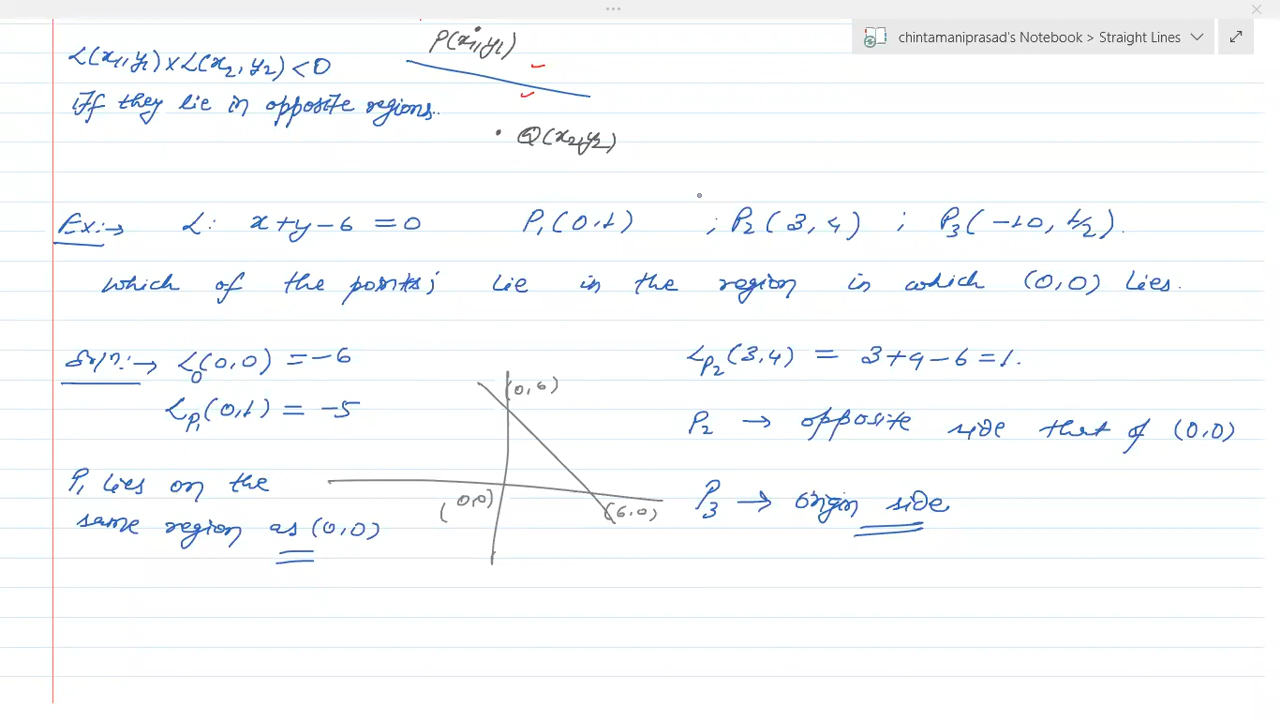 chintamaniprasad's Notebook > Straight Lines
L(x1,y1) x L(x2,y2) < 0
If they lie in opposite regions..
P(x1,y1)
Q(x2,y2)
Ex:→ L: x+y-6 = 0 P1(0,1) ; P2(3,4) ; P3(-10, 1/2).
which of the points; lie in the region in which (0,0) lies.
Sol^n:→ L0(0,0) = -6
LP1(0,1) = -5
P1 lies on the
same region as (0,0)
(0,6)
(0,0)
(6,0)
LP2(3,4) = 3+4-6 = 1.
P2 → opposite side that of (0,0)
P3 → origin side